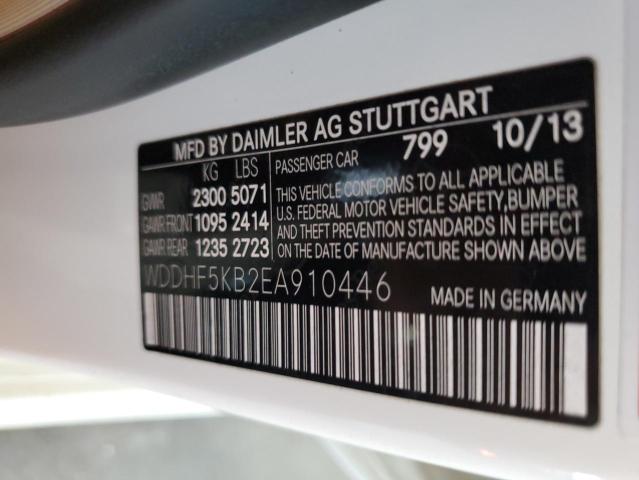 MFD BY DAIMLER AG STUTTGART
KG LBS PASSENGER CAR 799 10/13
GVWR 2300 5071
GAWR FRONT 1095 2414
GAWR REAR 1235 2723
THIS VEHICLE CONFORMS TO ALL APPLICABLE
U.S. FEDERAL MOTOR VEHICLE SAFETY,BUMPER
AND THEFT PREVENTION STANDARDS IN EFFECT
ON THE DATE OF MANUFACTURE SHOWN ABOVE
WDDHF5KB2EA910446 MADE IN GERMANY